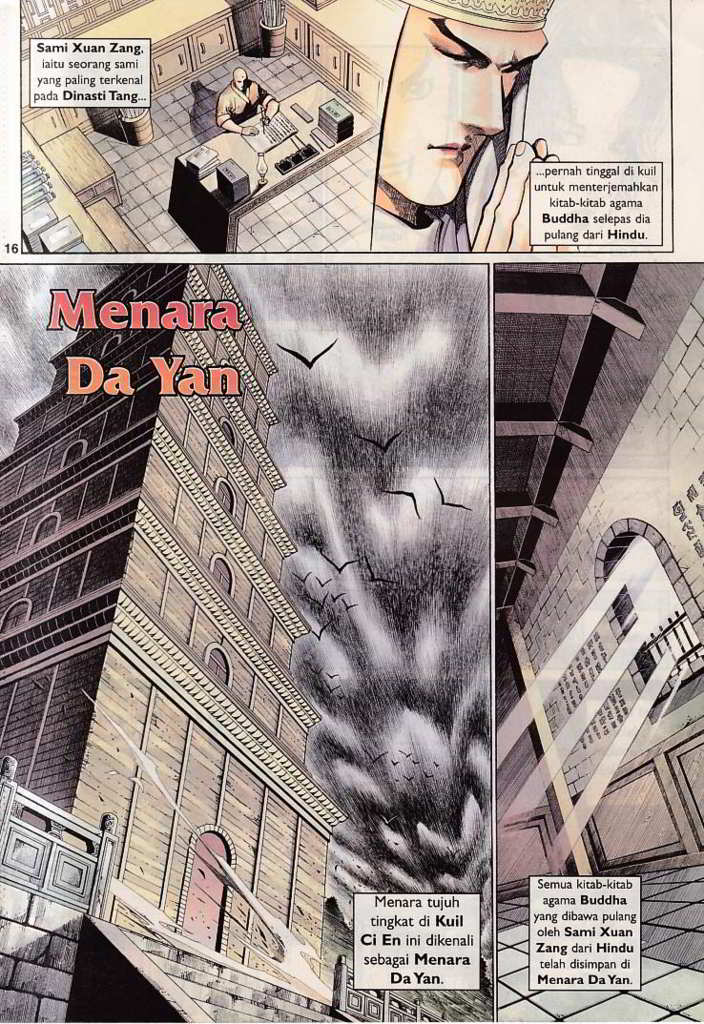 Sami Xuan Zang,
iaitu seorang sami
yang paling terkenal
pada Dinasti Tang...
...pernah tinggal di kuil
untuk menterjemahkan
kitab-kitab agama
Buddha selepas dia
pulang dari Hindu.
16
Menara
Da Yan
Menara tujuh
tingkat di Kuil
Ci En ini dikenali
sebagai Menara
Da Yan.
Semua kitab-kitab
agama Buddha
yang dibawa pulang
oleh Sami Xuan
Zang dari Hindu
telah disimpan di
Menara Da Yan.